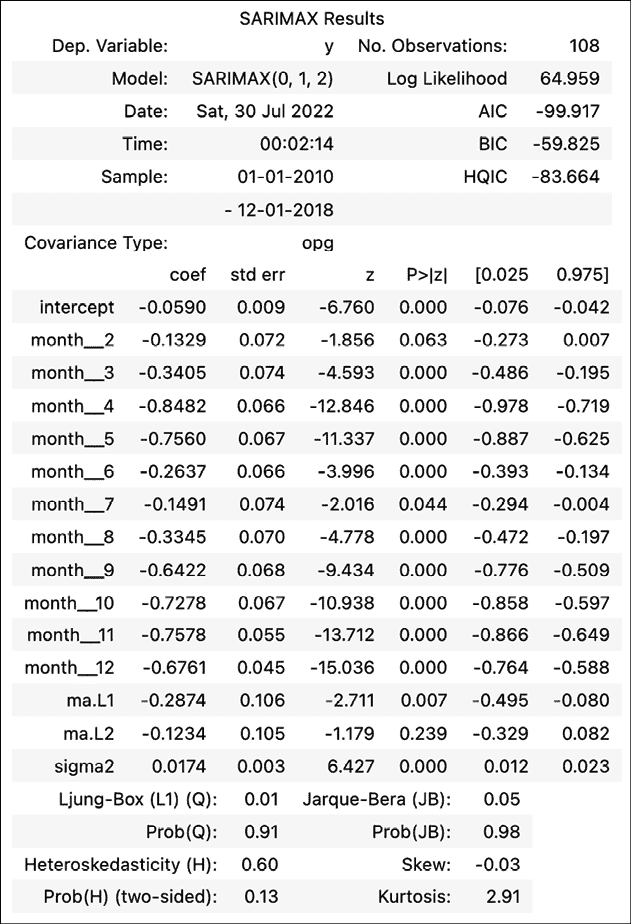 SARIMAX Results
Dep. Variable: y No. Observations: 108
Model: SARIMAX(0, 1, 2) Log Likelihood 64.959
Date: Sat, 30 Jul 2022 AIC -99.917
Time: 00:02:14 BIC -59.825
Sample: 01-01-2010 HQIC -83.664
- 12-01-2018
Covariance Type: opg
coef std err z P>|z| [0.025 0.975]
intercept -0.0590 0.009 -6.760 0.000 -0.076 -0.042
month__2 -0.1329 0.072 -1.856 0.063 -0.273 0.007
month__3 -0.3405 0.074 -4.593 0.000 -0.486 -0.195
month__4 -0.8482 0.066 -12.846 0.000 -0.978 -0.719
month__5 -0.7560 0.067 -11.337 0.000 -0.887 -0.625
month__6 -0.2637 0.066 -3.996 0.000 -0.393 -0.134
month__7 -0.1491 0.074 -2.016 0.044 -0.294 -0.004
month__8 -0.3345 0.070 -4.778 0.000 -0.472 -0.197
month__9 -0.6422 0.068 -9.434 0.000 -0.776 -0.509
month__10 -0.7278 0.067 -10.938 0.000 -0.858 -0.597
month__11 -0.7578 0.055 -13.712 0.000 -0.866 -0.649
month__12 -0.6761 0.045 -15.036 0.000 -0.764 -0.588
ma.L1 -0.2874 0.106 -2.711 0.007 -0.495 -0.080
ma.L2 -0.1234 0.105 -1.179 0.239 -0.329 0.082
sigma2 0.0174 0.003 6.427 0.000 0.012 0.023
Ljung-Box (L1) (Q): 0.01 Jarque-Bera (JB): 0.05
Prob(Q): 0.91 Prob(JB): 0.98
Heteroskedasticity (H): 0.60 Skew: -0.03
Prob(H) (two-sided): 0.13 Kurtosis: 2.91